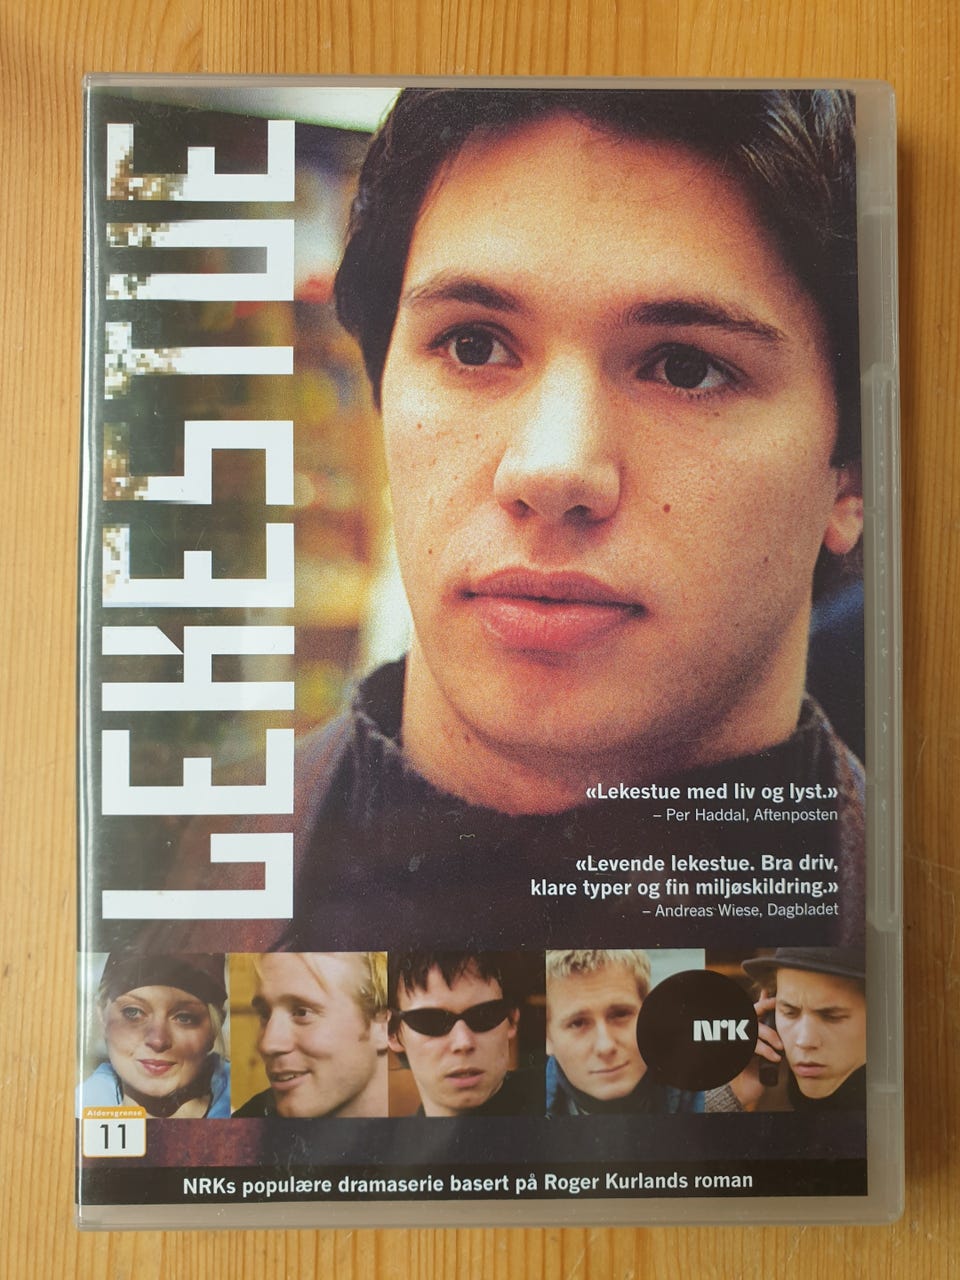 LEKESTUE
«Lekestue med liv og lyst.»
– Per Haddal, Aftenposten
«Levende lekestue. Bra driv,
klare typer og fin miljøskildring.»
– Andreas Wiese, Dagbladet
NRK
Aldersgrense
11
NRKs populære dramaserie basert på Roger Kurlands roman